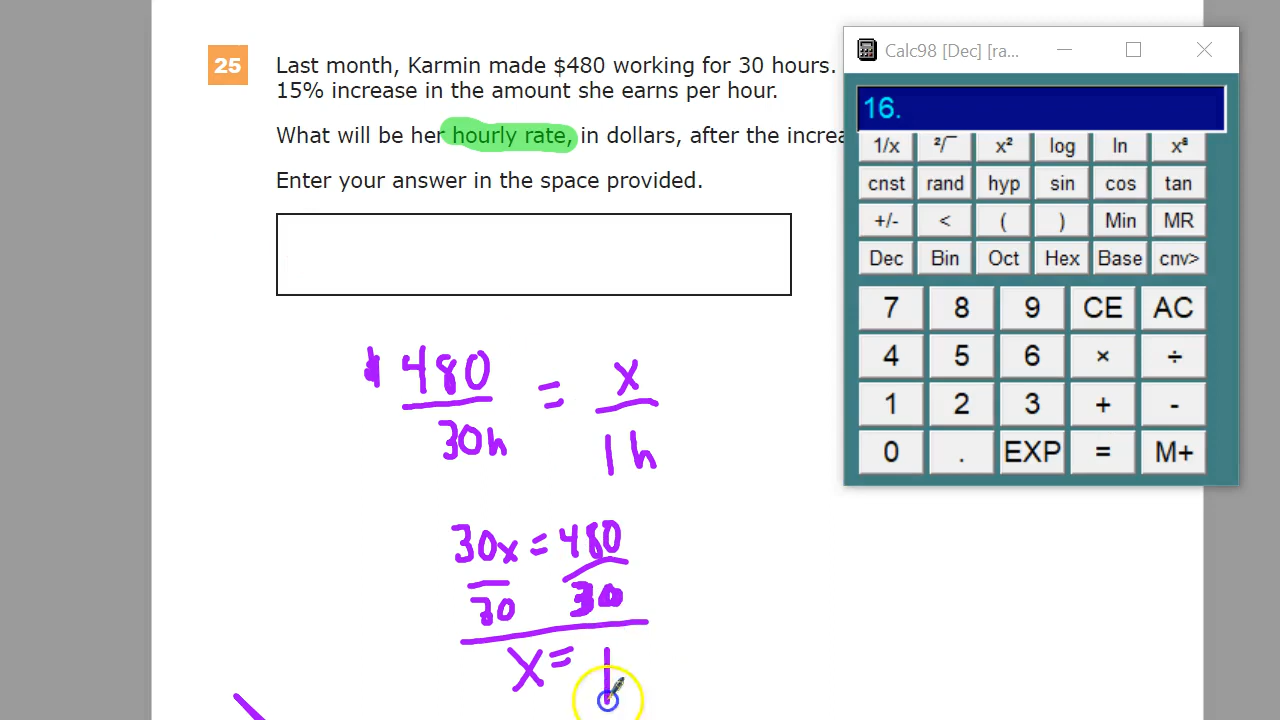 25
Last month, Karmin made $480 working for 30 hours.
15% increase in the amount she earns per hour.
What will be her hourly rate, in dollars, after the increa
Enter your answer in the space provided.
Calc98 [Dec] [ra...
16.
1/x ²√‾ x² log ln
cnst rand hyp sin cos tan
+/- < ( ) Min MR
Dec Bin Oct Hex Base cnv>
7 8 9 CE AC
4 5 6 × ÷
1 2 3 + -
0 . EXP = M+
$480 = x
30h 1h
30x = 480
30 30
x = 1